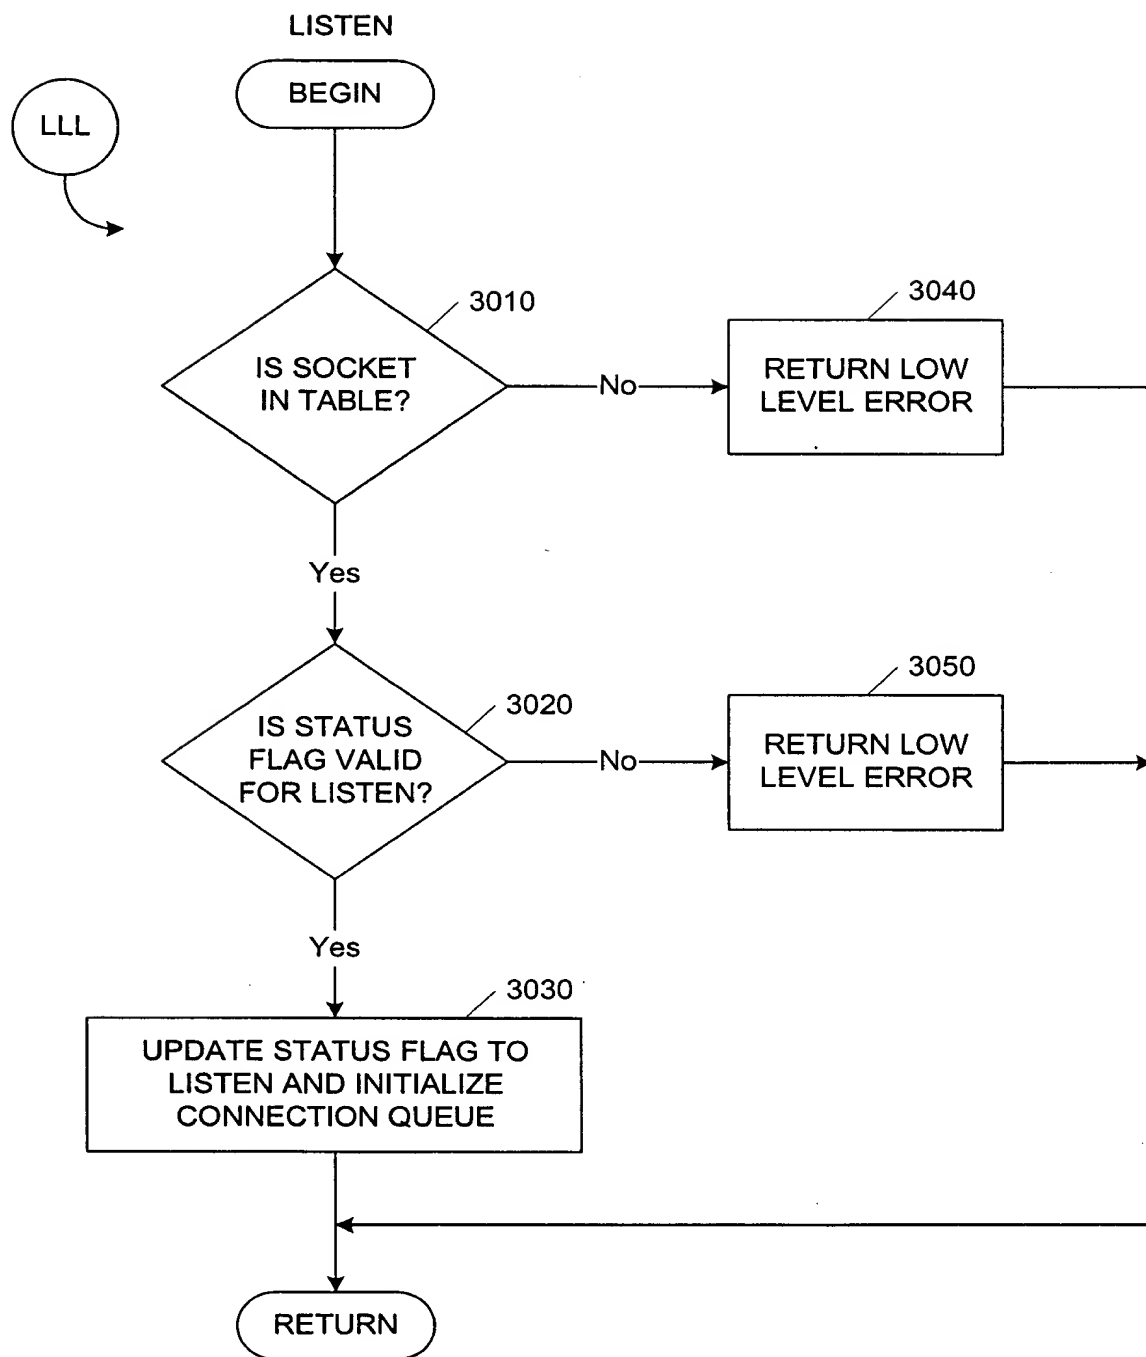 LISTEN
BEGIN
LLL
3010
IS SOCKET
IN TABLE?
No
3040
RETURN LOW
LEVEL ERROR
Yes
3020
IS STATUS
FLAG VALID
FOR LISTEN?
No
3050
RETURN LOW
LEVEL ERROR
Yes
3030
UPDATE STATUS FLAG TO
LISTEN AND INITIALIZE
CONNECTION QUEUE
RETURN